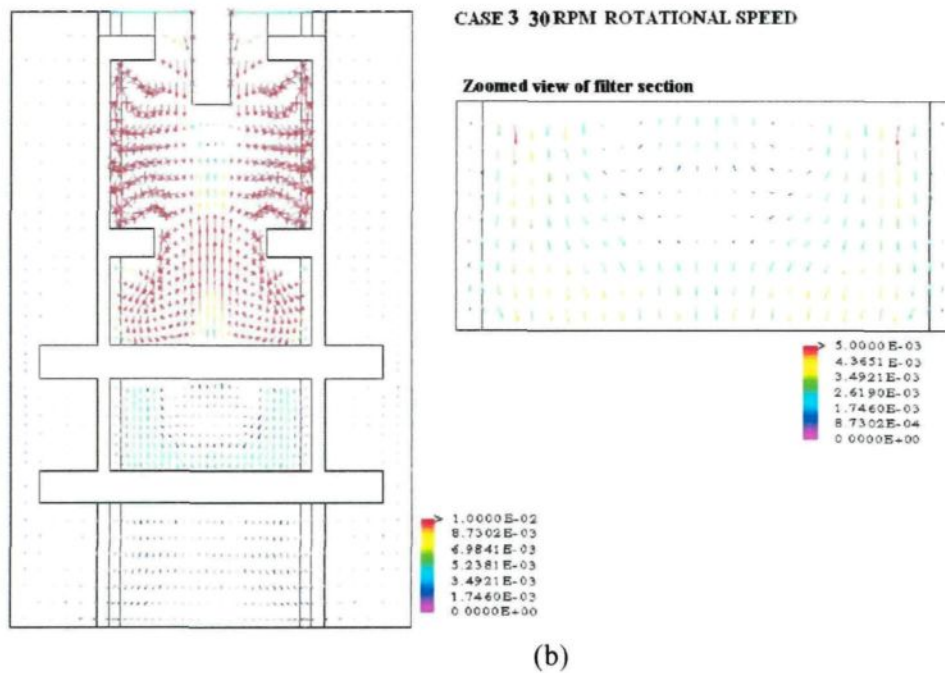 CASE 3 30 RPM ROTATIONAL SPEED
Zoomed view of filter section
> 5.0000E-03
4.3651E-03
3.4921E-03
2.6190E-03
1.7460E-03
8.7302E-04
0.0000E+00
> 1.0000E-02
8.7302E-03
6.9841E-03
5.2381E-03
3.4921E-03
1.7460E-03
0.0000E+00
(b)